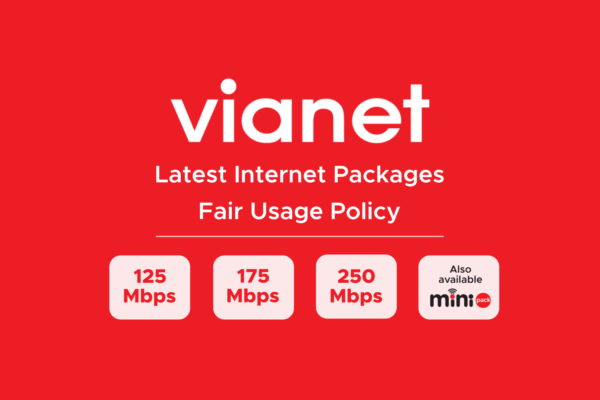 vianet
Latest Internet Packages
Fair Usage Policy
125
Mbps
175
Mbps
250
Mbps
Also
available
mini pack